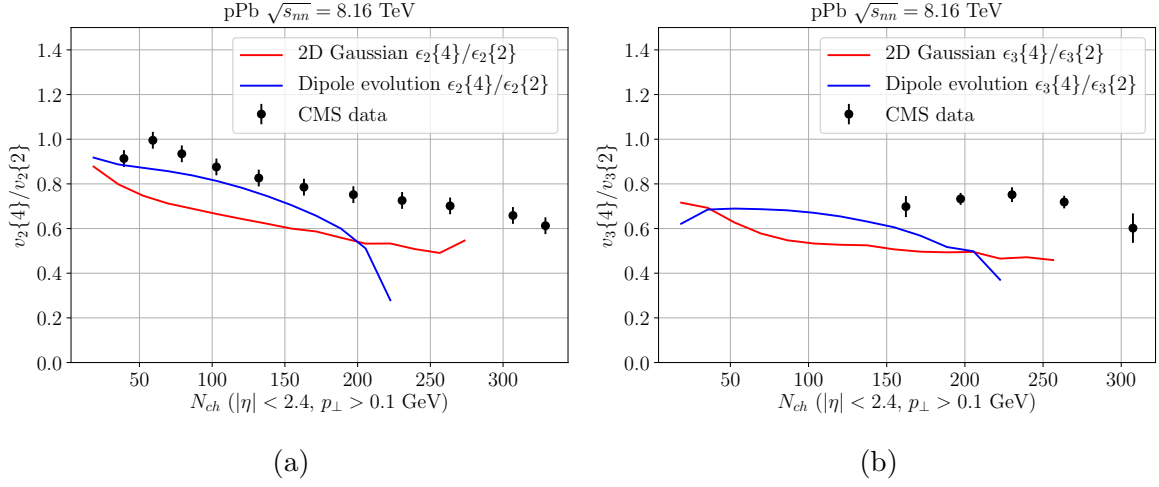 pPb √s_nn = 8.16 TeV
1.4
1.2
1.0
0.8
0.6
0.4
0.2
0.0
v₂{4}/v₂{2}
2D Gaussian ϵ₂{4}/ϵ₂{2}
Dipole evolution ϵ₂{4}/ϵ₂{2}
CMS data
50 100 150 200 250 300
N_ch (|η| < 2.4, p_⊥ > 0.1 GeV)
(a)
pPb √s_nn = 8.16 TeV
1.4
1.2
1.0
0.8
0.6
0.4
0.2
0.0
v₃{4}/v₃{2}
2D Gaussian ϵ₃{4}/ϵ₃{2}
Dipole evolution ϵ₃{4}/ϵ₃{2}
CMS data
50 100 150 200 250 300
N_ch (|η| < 2.4, p_⊥ > 0.1 GeV)
(b)